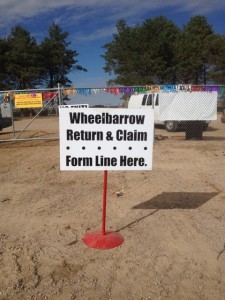 Wheelbarrow
Return & Claim
• • • • • •
Form Line Here.